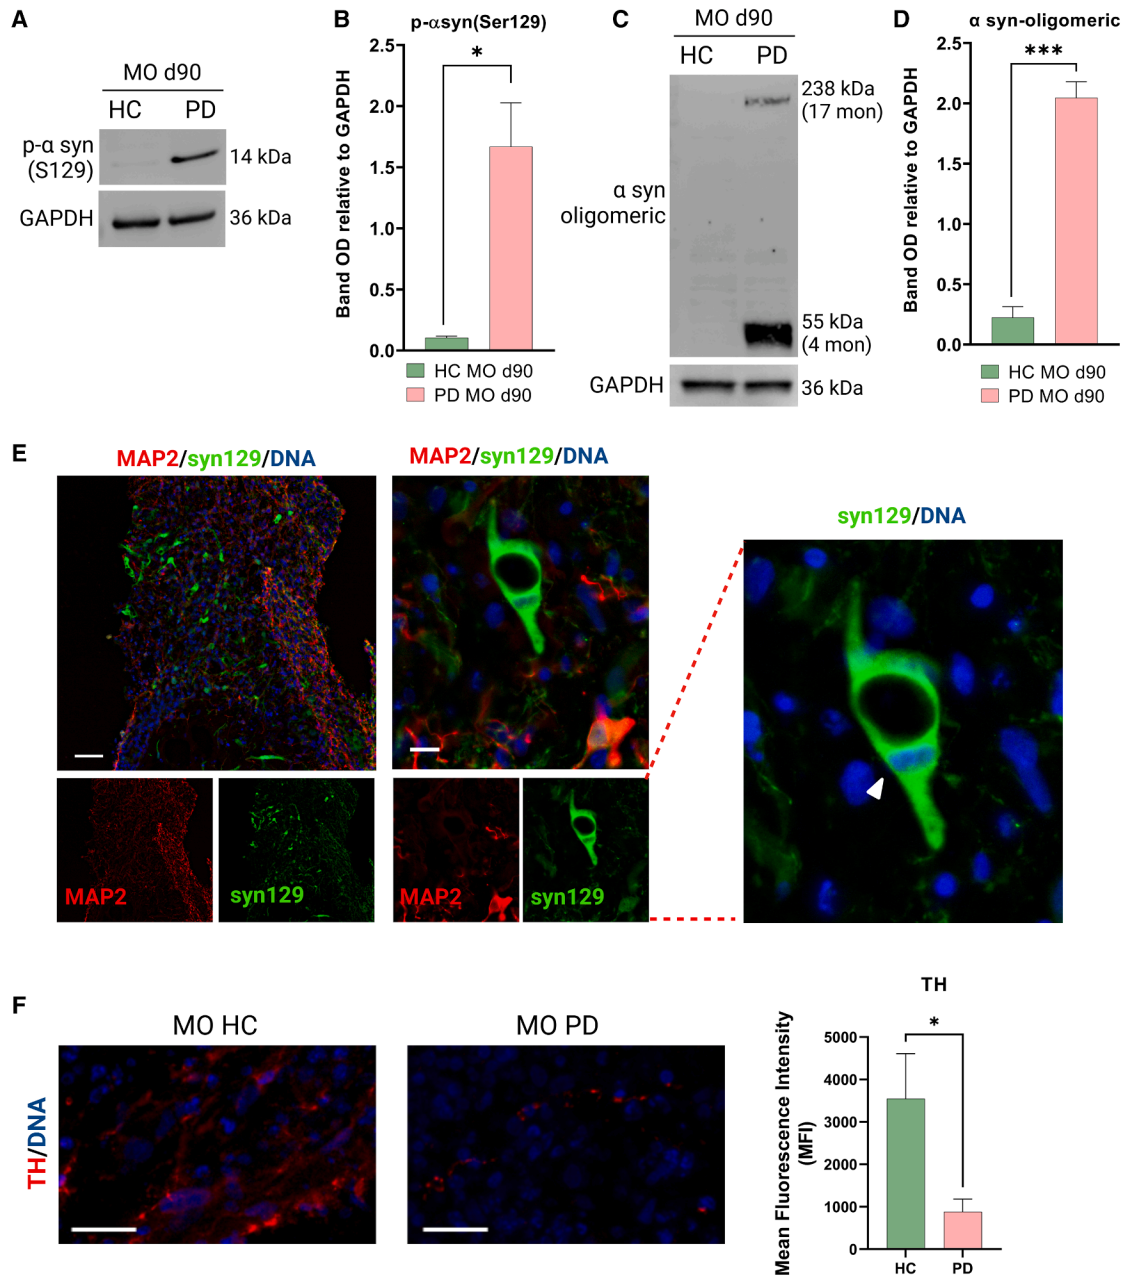 A
MO d90
HC PD
p-α syn
(S129)
14 kDa
GAPDH
36 kDa
B
p-αsyn(Ser129)
Band OD relative to GAPDH
2.5
2.0
1.5
1.0
0.5
0.0
*
HC MO d90
PD MO d90
C
MO d90
HC PD
238 kDa
(17 mon)
α syn
oligomeric
55 kDa
(4 mon)
GAPDH
36 kDa
D
α syn-oligomeric
Band OD relative to GAPDH
2.5
2.0
1.5
1.0
0.5
0.0
***
HC MO d90
PD MO d90
E
MAP2/syn129/DNA
MAP2/syn129/DNA
syn129/DNA
MAP2
syn129
MAP2
syn129
F
MO HC
MO PD
TH/DNA
TH
Mean Fluorescence Intensity
(MFI)
5000
4000
3000
2000
1000
0
*
HC PD